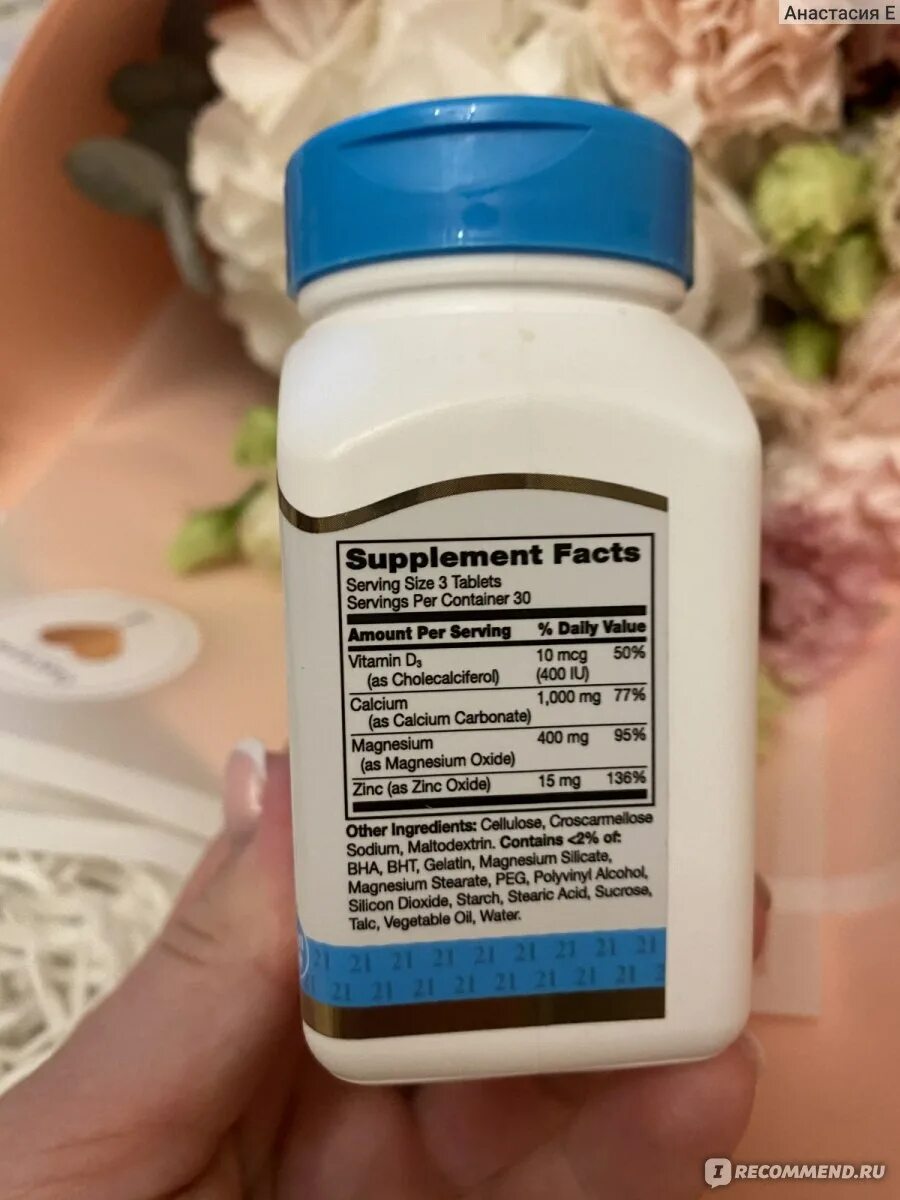 Анастасия Е
Supplement Facts
Serving Size 3 Tablets
Servings Per Container 30
Amount Per Serving % Daily Value
Vitamin D₃ 10 mcg 50%
(as Cholecalciferol) (400 IU)
Calcium 1,000 mg 77%
(as Calcium Carbonate)
Magnesium 400 mg 95%
(as Magnesium Oxide)
Zinc (as Zinc Oxide) 15 mg 136%
Other Ingredients: Cellulose, Croscarmellose
Sodium, Maltodextrin. Contains <2% of:
BHA, BHT, Gelatin, Magnesium Silicate,
Magnesium Stearate, PEG, Polyvinyl Alcohol,
Silicon Dioxide, Starch, Stearic Acid, Sucrose,
Talc, Vegetable Oil, Water.
21 21 21 21 21 21 21 21 21
21 21 21 21 21 21 21 21 2
IRECOMMEND.RU